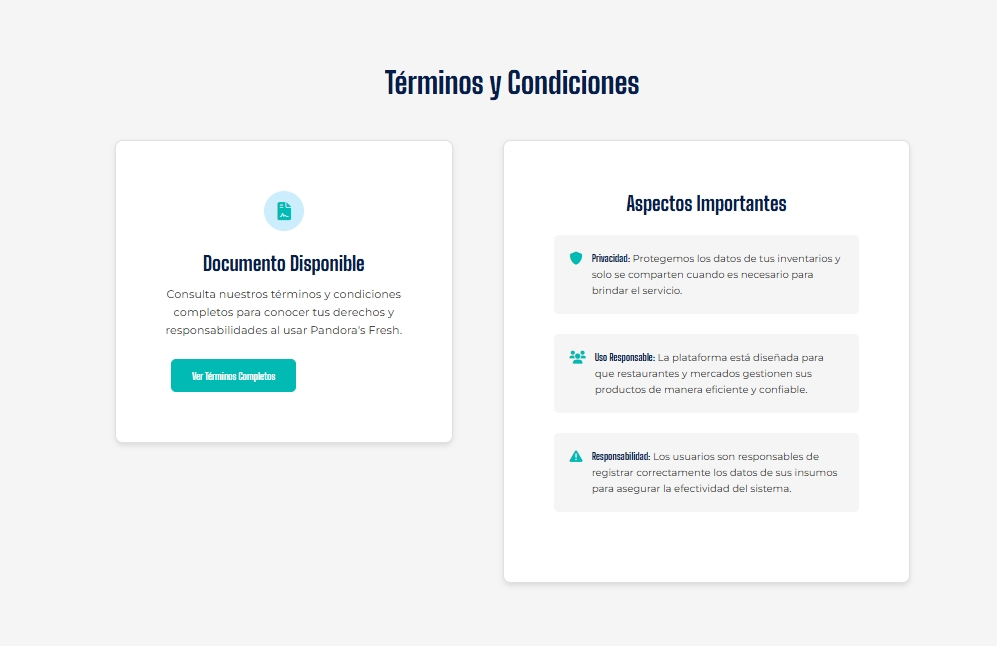 Términos y Condiciones
Documento Disponible
Consulta nuestros términos y condiciones
completos para conocer tus derechos y
responsabilidades al usar Pandora's Fresh.
Ver Términos Completos
Aspectos Importantes
Privacidad: Protegemos los datos de tus inventarios y
solo se comparten cuando es necesario para
brindar el servicio.
Uso Responsable: La plataforma está diseñada para
que restaurantes y mercados gestionen sus
productos de manera eficiente y confiable.
Responsabilidad: Los usuarios son responsables de
registrar correctamente los datos de sus insumos
para asegurar la efectividad del sistema.